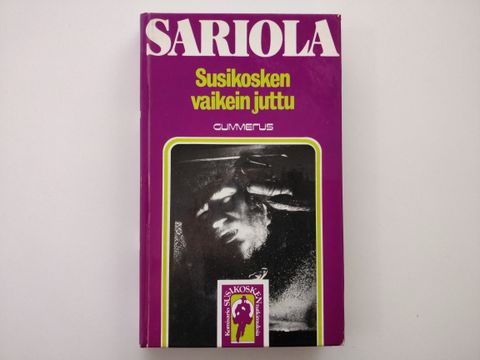 SARIOLA
Susikosken
vaikein juttu
GUMMERUS
Komisario SUSIKOSKEN tutkimuksia